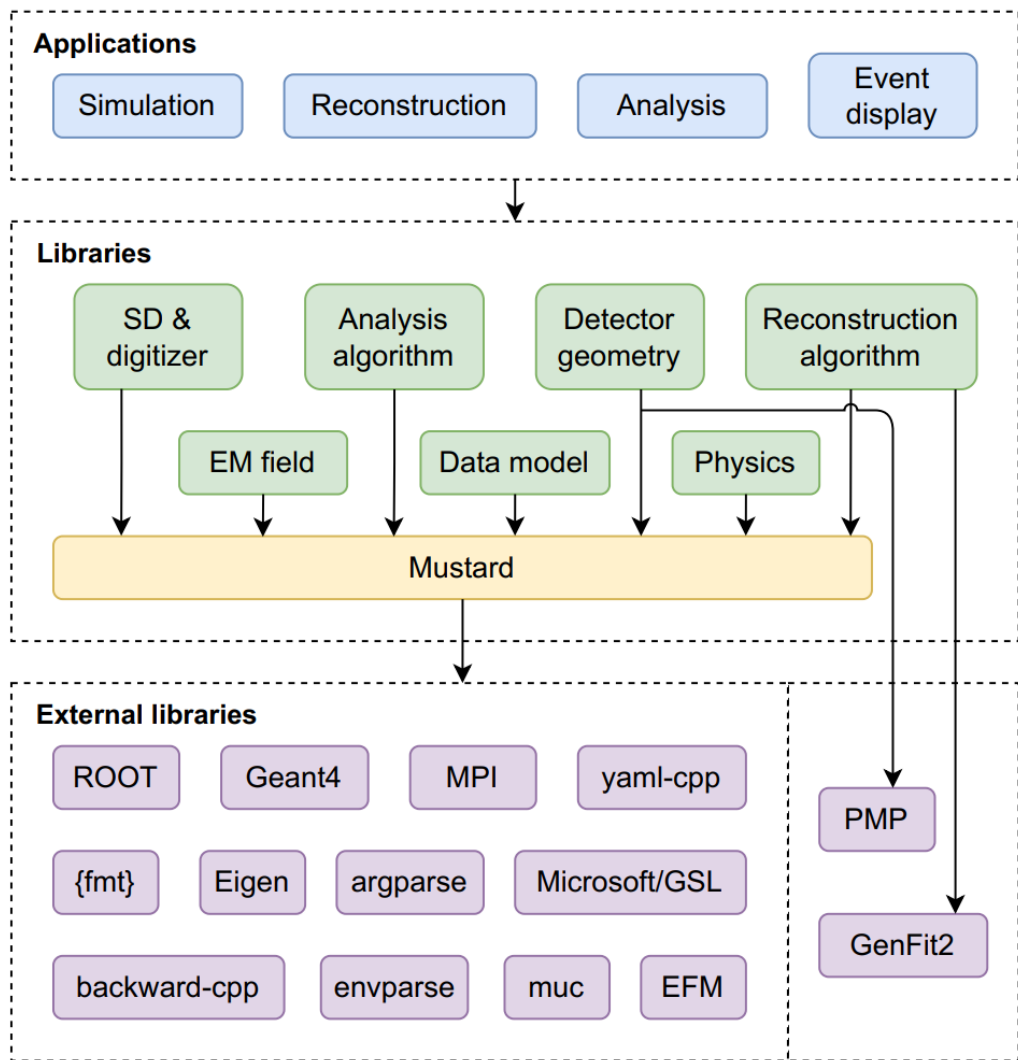 Applications
Simulation
Reconstruction
Analysis
Event
display
Libraries
SD &
digitizer
Analysis
algorithm
Detector
geometry
Reconstruction
algorithm
EM field
Data model
Physics
Mustard
External libraries
ROOT
Geant4
MPI
yaml-cpp
PMP
{fmt}
Eigen
argparse
Microsoft/GSL
GenFit2
backward-cpp
envparse
muc
EFM